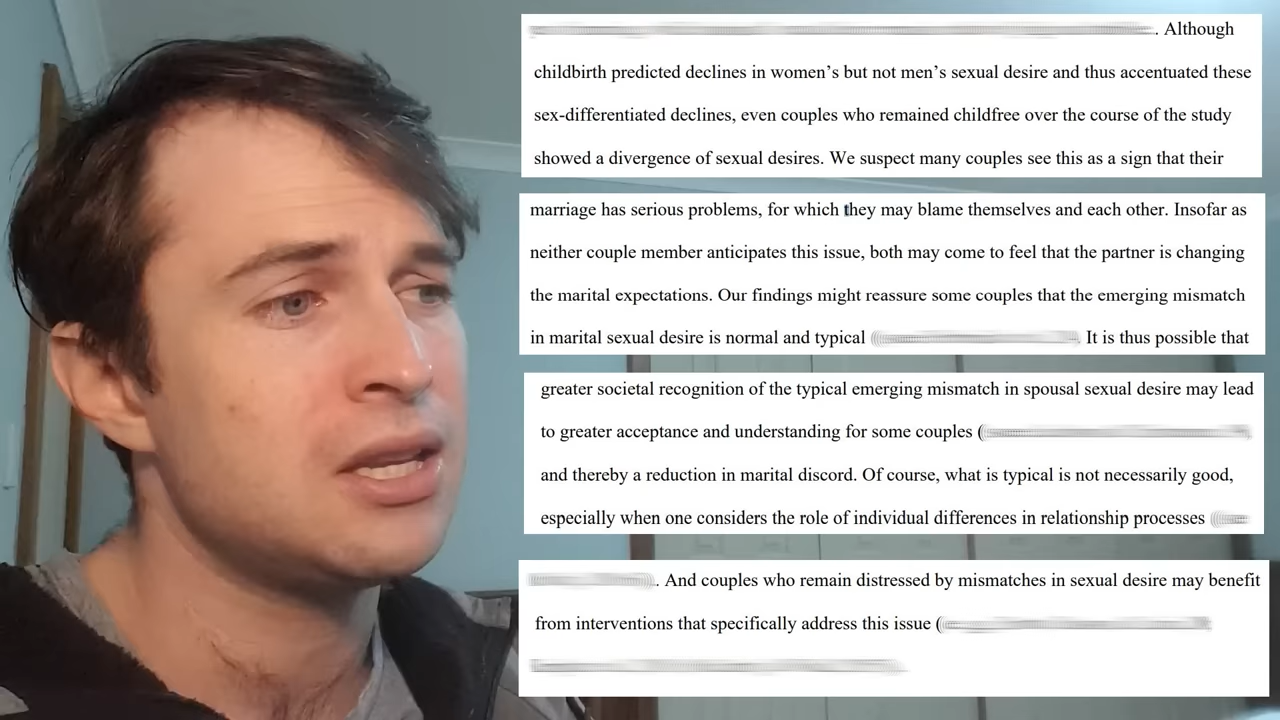 . Although
childbirth predicted declines in women's but not men's sexual desire and thus accentuated these
sex-differentiated declines, even couples who remained childfree over the course of the study
showed a divergence of sexual desires. We suspect many couples see this as a sign that their
marriage has serious problems, for which they may blame themselves and each other. Insofar as
neither couple member anticipates this issue, both may come to feel that the partner is changing
the marital expectations. Our findings might reassure some couples that the emerging mismatch
in marital sexual desire is normal and typical It is thus possible that
greater societal recognition of the typical emerging mismatch in spousal sexual desire may lead
to greater acceptance and understanding for some couples (
and thereby a reduction in marital discord. Of course, what is typical is not necessarily good,
especially when one considers the role of individual differences in relationship processes
. And couples who remain distressed by mismatches in sexual desire may benefit
from interventions that specifically address this issue (